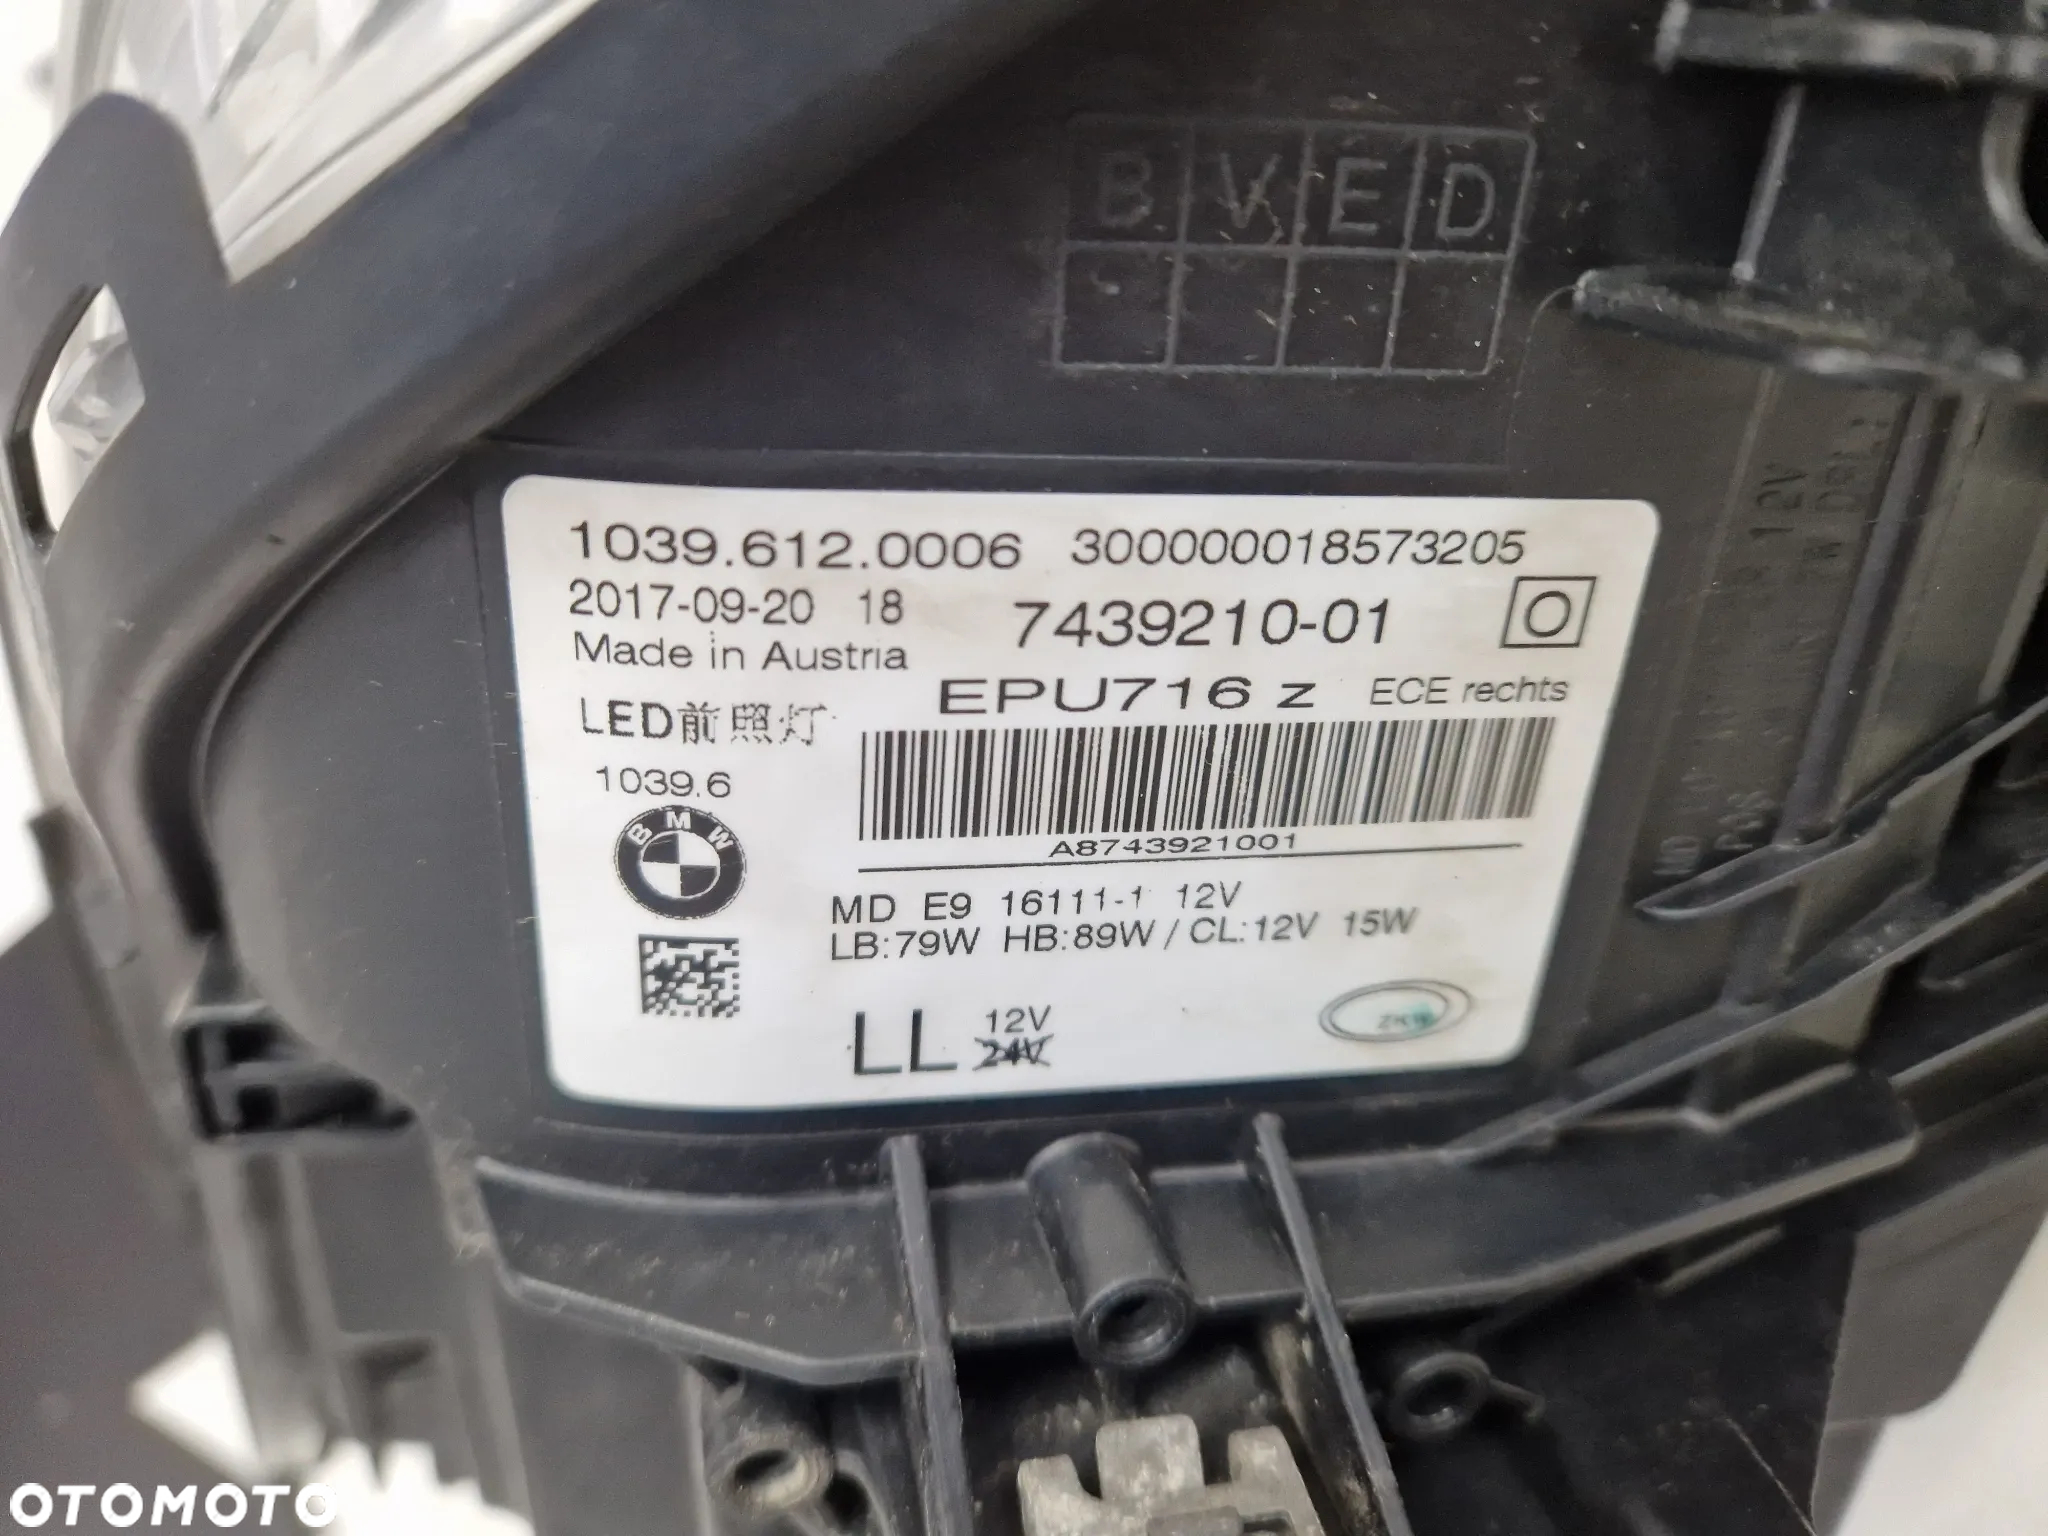 B V E D
1039.612.0006 300000018573205
2017-09-20 18 7439210-01 O
Made in Austria
EPU716 z ECE rechts
LED前照灯
1039.6
BMW
A8743921001
MD E9 16111-1 12V
LB:79W HB:89W / CL:12V 15W
LL 12V
24V
ZKW
OTOMOTO